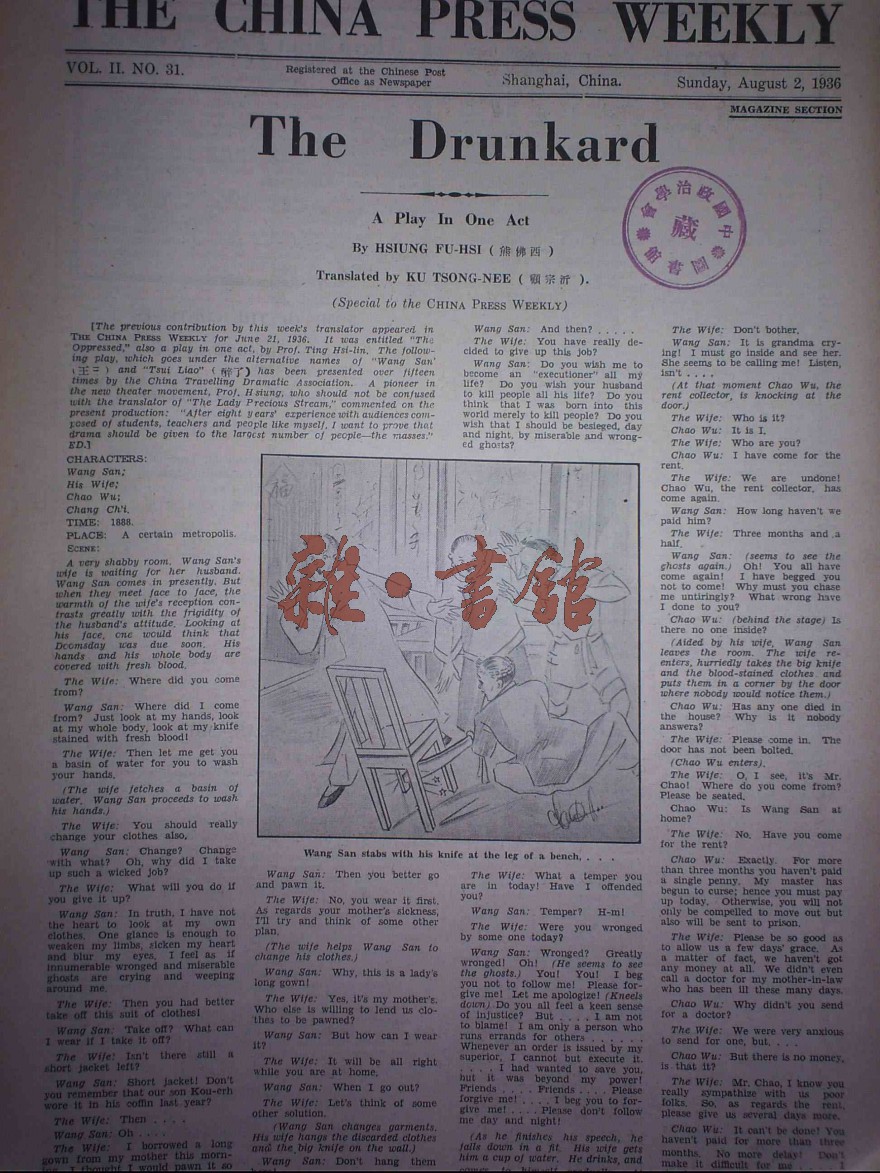 THE CHINA PRESS WEEKLY
VOL. II. NO. 31.
Registered at the Chinese Post
Office as Newspaper
Shanghai, China.
Sunday, August 2, 1936
MAGAZINE SECTION
The Drunkard
A Play In One Act
By HSIUNG FU-HSI ( 熊佛西 )
Translated by KU TSONG-NEE ( 顧宗沂 ).
(Special to the CHINA PRESS WEEKLY)
中國政治學會
圖書館
藏
[The previous contribution by this week's translator appeared in
THE CHINA PRESS WEEKLY for June 21, 1936. It was entitled "The
Oppressed," also a play in one act, by Prof. Ting Hsi-lin. The follow-
ing play, which goes under the alternative names of "Wang San"
(王三) and "Tsui Liao" (醉了) has been presented over fifteen
times by the China Travelling Dramatic Association. A pioneer in
the new theater movement, Prof. Hsiung, who should not be confused
with the translator of "The Lady Precious Stream," commented on the
present production: "After eight years' experience with audiences com-
posed of students, teachers and people like myself, I want to prove that
drama should be given to the largest number of people—the masses."
ED.]
CHARACTERS:
Wang San;
His Wife;
Chao Wu;
Chang Ch'i.
TIME: 1888.
PLACE: A certain metropolis.
SCENE:
A very shabby room. Wang San's
wife is waiting for her husband.
Wang San comes in presently. But
when they meet face to face, the
warmth of the wife's reception con-
trasts greatly with the frigidity of
the husband's attitude. Looking at
his face, one would think that
Doomsday was due soon. His
hands and his whole body are
covered with fresh blood.
The Wife: Where did you come
from?
Wang San: Where did I come
from? Just look at my hands, look
at my whole body, look at my knife
stained with fresh blood!
The Wife: Then let me get you
a basin of water for you to wash
your hands.
(The wife fetches a basin of
water. Wang San proceeds to wash
his hands.)
The Wife: You should really
change your clothes also.
Wang San: Change? Change
with what? Oh, why did I take
up such a wicked job?
The Wife: What will you do if
you give it up?
Wang San: In truth, I have not
the heart to look at my own
clothes. One glance is enough to
weaken my limbs, sicken my heart
and blur my eyes. I feel as if
innumerable wronged and miserable
ghosts are crying and weeping
around me.
The Wife: Then you had better
take off this suit of clothes!
Wang San: Take off? What can
I wear if I take it off?
The Wife: Isn't there still a
short jacket left?
Wang San: Short jacket! Don't
you remember that our son Kou-erh
wore it in his coffin last year?
The Wife: Then . . . .
Wang San: Oh . . . .
The Wife: I borrowed a long
gown from my mother this morn-
I thought I would pawn it so
雜·書館
Wang San stabs with his knife at the leg of a bench. . . .
Wang San: Then you better go
and pawn it.
The Wife: No, you wear it first.
As regards your mother's sickness,
I'll try and think of some other
plan.
(The wife helps Wang San to
change his clothes.)
Wang San: Why, this is a lady's
long gown!
The Wife: Yes, it's my mother's.
Who else is willing to lend us clo-
thes to be pawned?
Wang San: But how can I wear
it?
The Wife: It will be all right
while you are at home.
Wang San: When I go out?
The Wife: Let's think of some
other solution.
(Wang San changes garments.
His wife hangs the discarded clothes
and the big knife on the wall.)
Wang San: Don't hang them
Wang San: And then? . . . . .
The Wife: You have really de-
cided to give up this job?
Wang San: Do you wish me to
become an "executioner" all my
life? Do you wish your husband
to kill people all his life? Do you
think that I was born into this
world merely to kill people? Do you
wish that I should be besieged, day
and night, by miserable and wrong-
ed ghosts?
The Wife: What a temper you
are in today! Have I offended
you?
Wang San: Temper? H-m!
The Wife: Were you wronged
by some one today?
Wang San: Wronged? Greatly
wronged! Oh! (He seems to see
the ghosts.) You! You! I beg
you not to follow me! Please for-
give me! Let me apologize! (Kneels
down) Do you all feel a keen sense
of injustice? But . . . . I am not
to blame! I am only a person who
runs errands for others . . . . . .
Whenever an order is issued by my
superior, I cannot but execute it.
. . . . I had wanted to save you,
but it was beyond my power!
Friends . . . . Friends . . . . Please
forgive me! . . . . I beg you to for-
give me! . . . . Please don't follow
me day and night!
(As he finishes his speech, he
falls down in a fit. His wife gets
him a cup of water. He drinks, and
The Wife: Don't bother.
Wang San: It is grandma cry-
ing! I must go inside and see her.
She seems to be calling me! Listen,
isn't . . . .
(At that moment Chao Wu, the
rent collector, is knocking at the
door.)
The Wife: Who is it?
Chao Wu: It is I.
The Wife: Who are you?
Chao Wu: I have come for the
rent.
The Wife: We are undone!
Chao Wu, the rent collector, has
come again.
Wang San: How long haven't we
paid him?
The Wife: Three months and a
half.
Wang San: (seems to see the
ghosts again.) Oh! You all have
come again! I have begged you
not to come! Why must you chase
me untiringly? What wrong have
I done to you?
Chao Wu: (behind the stage) Is
there no one inside?
(Aided by his wife, Wang San
leaves the room. The wife re-
enters, hurriedly takes the big knife
and the blood-stained clothes and
puts them in a corner by the door
where nobody would notice them.)
Chao Wu: Has any one died in
the house? Why is it nobody
answers?
The Wife: Please come in. The
door has not been bolted.
(Chao Wu enters).
The Wife: O, I see, it's Mr.
Chao! Where do you come from?
Please be seated.
Chao Wu: Is Wang San at
home?
The Wife: No. Have you come
for the rent?
Chao Wu: Exactly. For more
than three months you haven't paid
a single penny. My master has
begun to curse; hence you must pay
up today. Otherwise, you will not
only be compelled to move out but
also will be sent to prison.
The Wife: Please be so good as
to allow us a few days' grace. As
a matter of fact, we haven't got
any money at all. We didn't even
call a doctor for my mother-in-law
who has been ill these many days.
Chao Wu: Why didn't you send
for a doctor?
The Wife: We were very anxious
to send for one, but. . . .
Chao Wu: But there is no money,
is that it?
The Wife: Mr. Chao, I know you
really sympathise with us poor
folks. So, as regards the rent,
please give us several days more.
Chao Wu: It can't be done! You
haven't paid for more than three
months. No more delay! Don't
make it difficult for me.